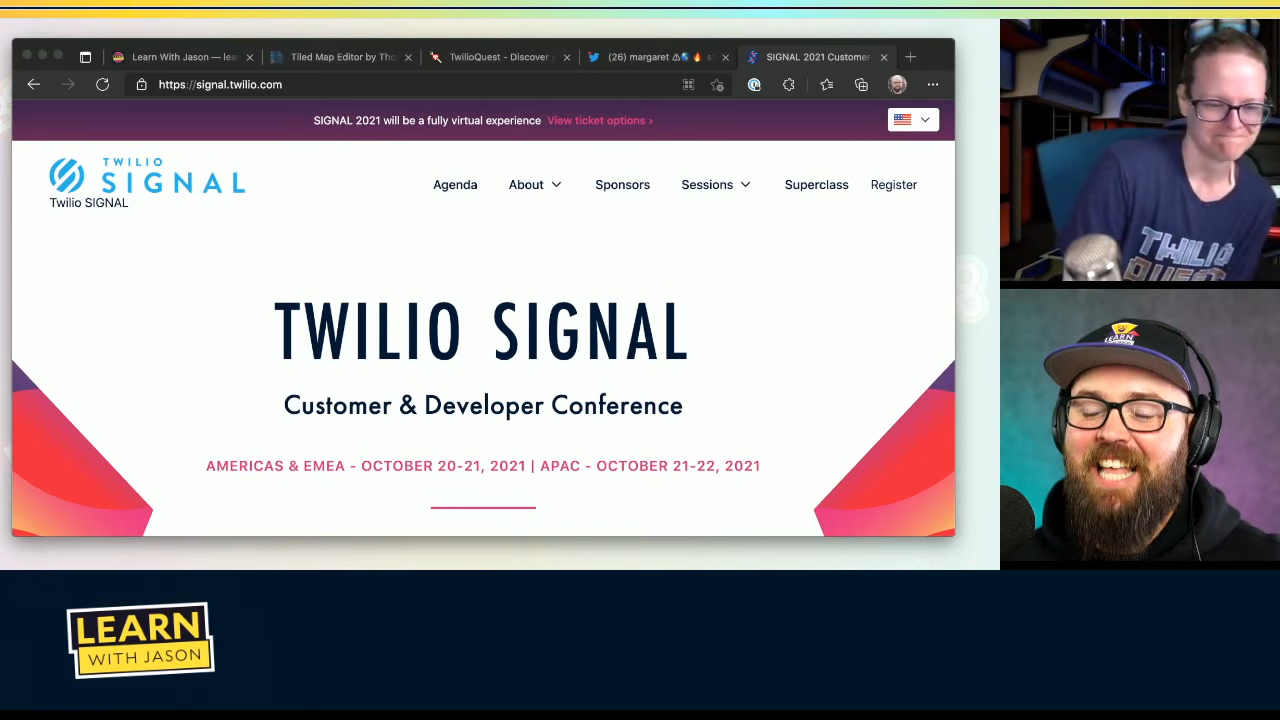 Learn With Jason — lea
Tiled Map Editor by Tho
TwilioQuest - Discover y
(26) margaret
SIGNAL 2021 Customer
https://signal.twilio.com
SIGNAL 2021 will be a fully virtual experience View ticket options ›
TWILIO
SIGNAL
Twilio SIGNAL
Agenda
About
Sponsors
Sessions
Superclass
Register
TWILIO SIGNAL
Customer & Developer Conference
AMERICAS & EMEA - OCTOBER 20-21, 2021 | APAC - OCTOBER 21-22, 2021
TWILIO
QUEST
LEARN
LEARN
WITH JASON